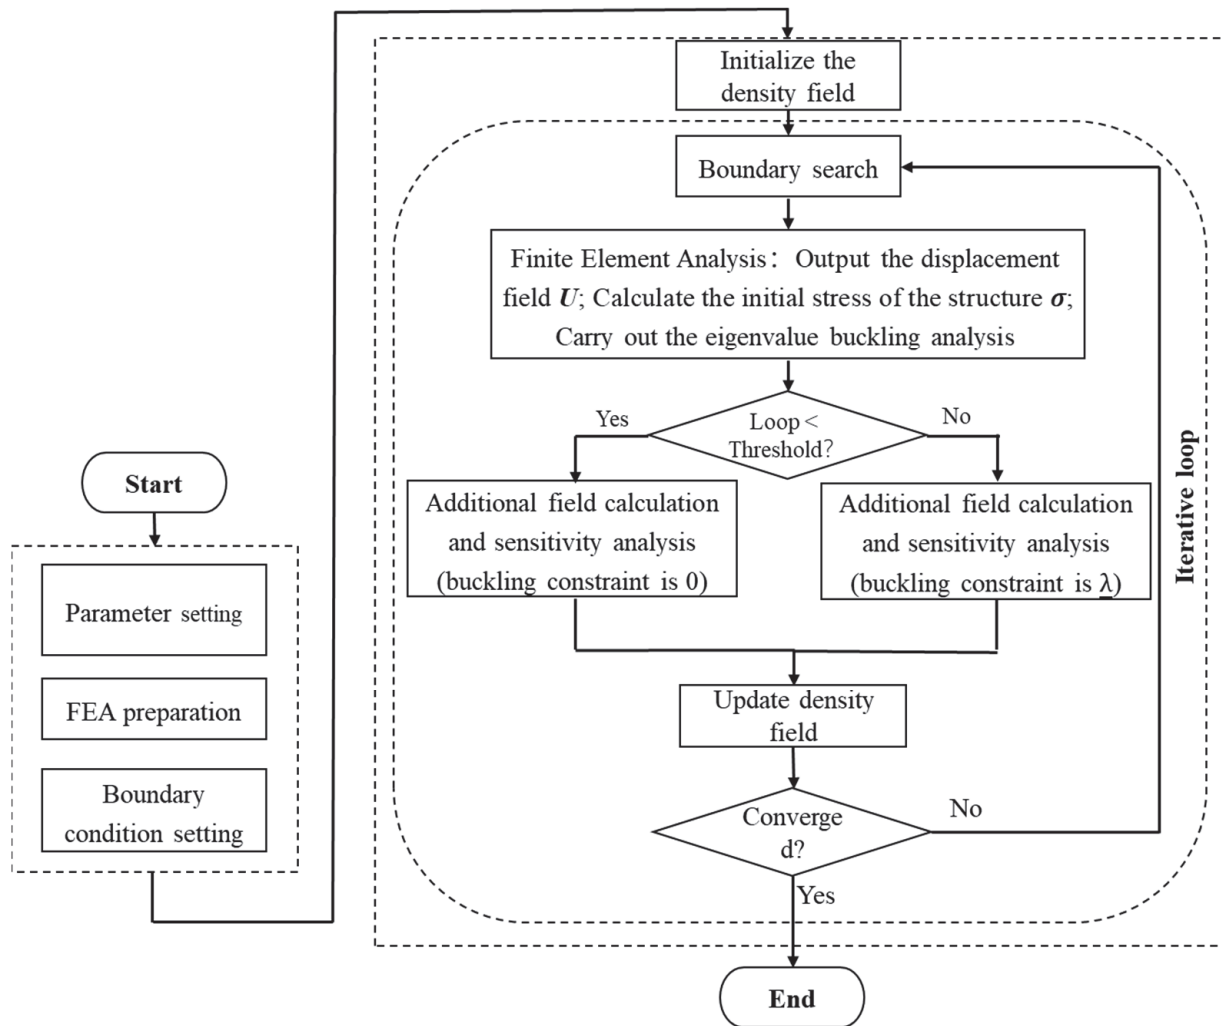 Start
Parameter setting
FEA preparation
Boundary
condition setting
Initialize the
density field
Boundary search
Finite Element Analysis： Output the displacement
field U; Calculate the initial stress of the structure σ;
Carry out the eigenvalue buckling analysis
Loop <
Threshold?
Yes
No
Additional field calculation
and sensitivity analysis
(buckling constraint is 0)
Additional field calculation
and sensitivity analysis
(buckling constraint is λ)
Update density
field
Converge
d?
No
Yes
Iterative loop
End